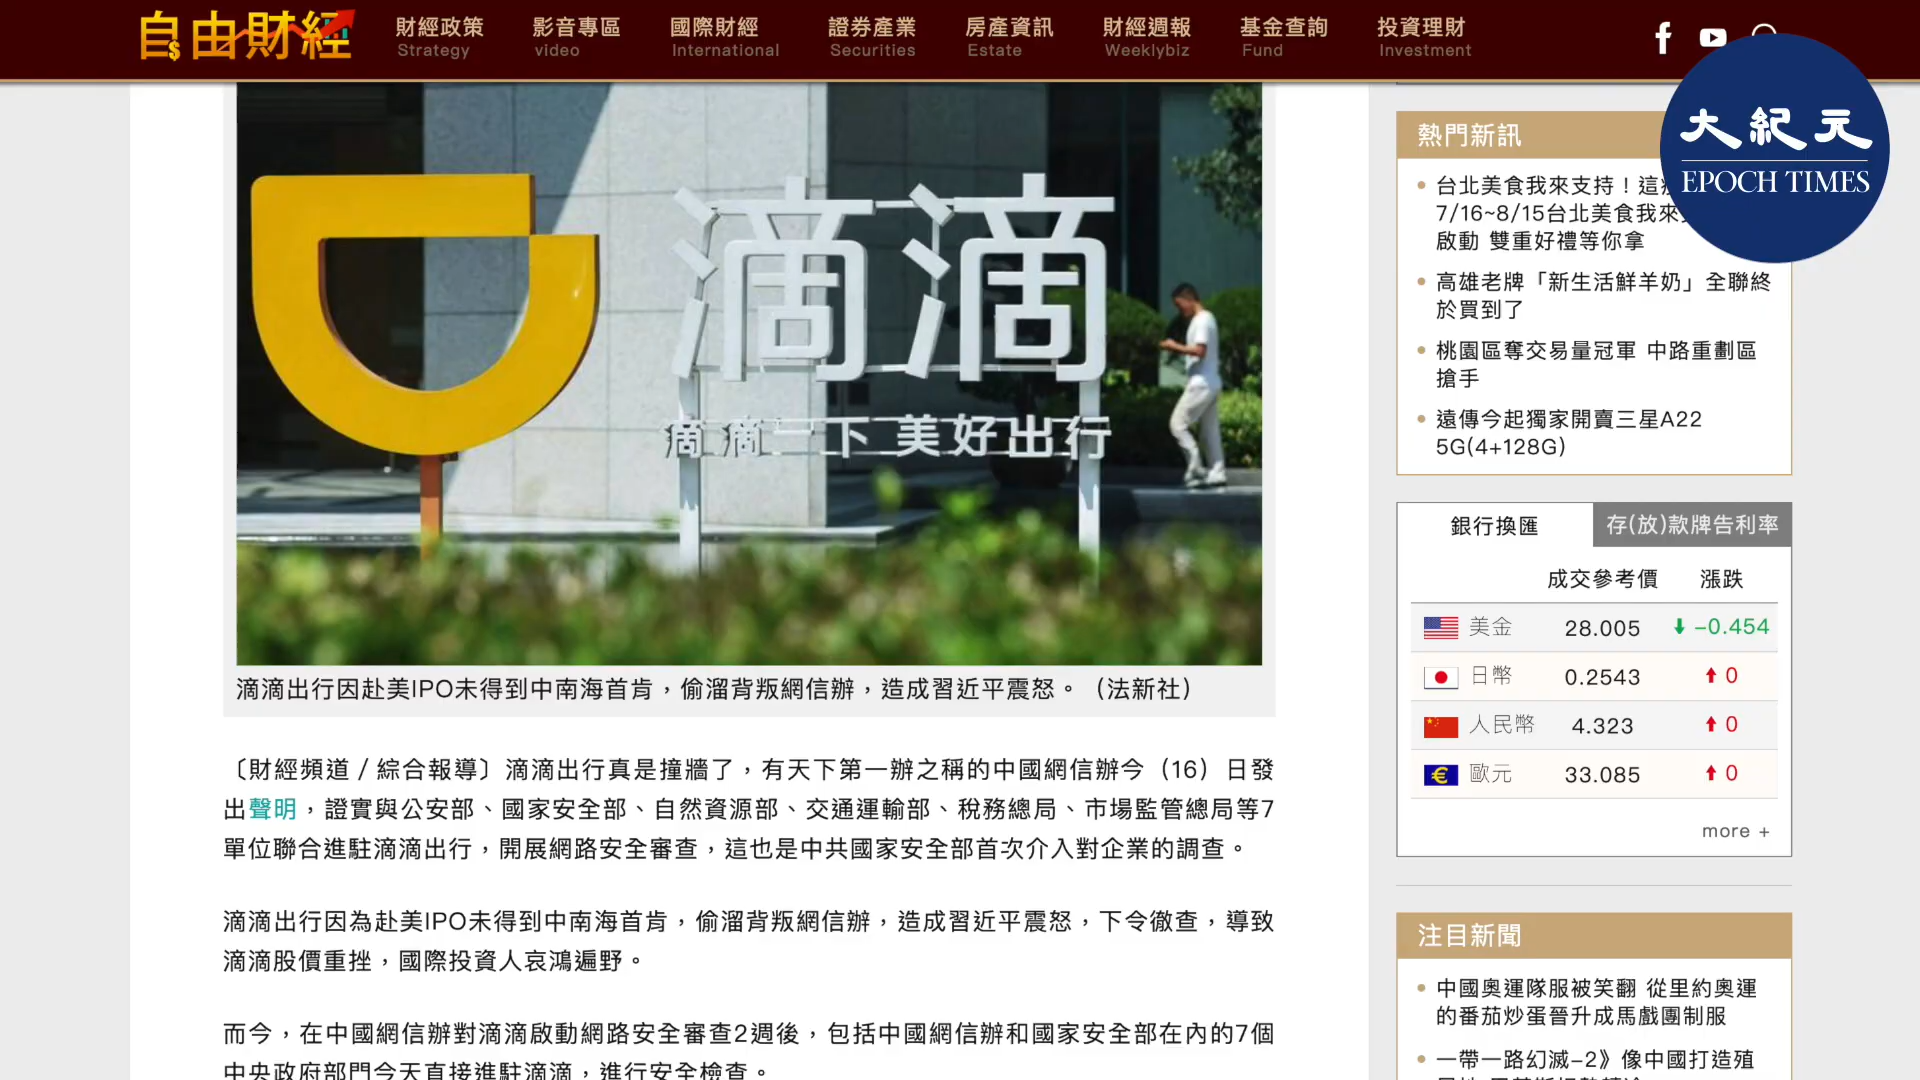 自由財經
財經政策 影音專區 國際財經 證券產業 房產資訊 財經週報 基金查詢 投資理財
Strategy video International Securities Estate Weeklybiz Fund Investment
大紀元
EPOCH TIMES
滴滴
滴滴一下 美好出行
滴滴出行因赴美IPO未得到中南海首肯，偷溜背叛網信辦，造成習近平震怒。（法新社）
〔財經頻道／綜合報導〕滴滴出行真是撞牆了，有天下第一辦之稱的中國網信辦今（16）日發
出聲明，證實與公安部、國家安全部、自然資源部、交通運輸部、稅務總局、市場監管總局等7
單位聯合進駐滴滴出行，開展網路安全審查，這也是中共國家安全部首次介入對企業的調查。
滴滴出行因為赴美IPO未得到中南海首肯，偷溜背叛網信辦，造成習近平震怒，下令徹查，導致
滴滴股價重挫，國際投資人哀鴻遍野。
而今，在中國網信辦對滴滴啟動網路安全審查2週後，包括中國網信辦和國家安全部在內的7個
中央政府部門今天直接進駐滴滴，進行安全檢查。
熱門新訊
台北美食我來支持！這
7/16~8/15台北美食我來
啟動 雙重好禮等你拿
高雄老牌「新生活鮮羊奶」全聯終
於買到了
桃園區奪交易量冠軍 中路重劃區
搶手
遠傳今起獨家開賣三星A22
5G(4+128G)
銀行換匯 存(放)款牌告利率
成交參考價 漲跌
美金 28.005 -0.454
日幣 0.2543 0
人民幣 4.323 0
歐元 33.085 0
more +
注目新聞
中國奧運隊服被笑翻 從里約奧運
的番茄炒蛋晉升成馬戲團制服
一帶一路幻滅-2》像中國打造殖